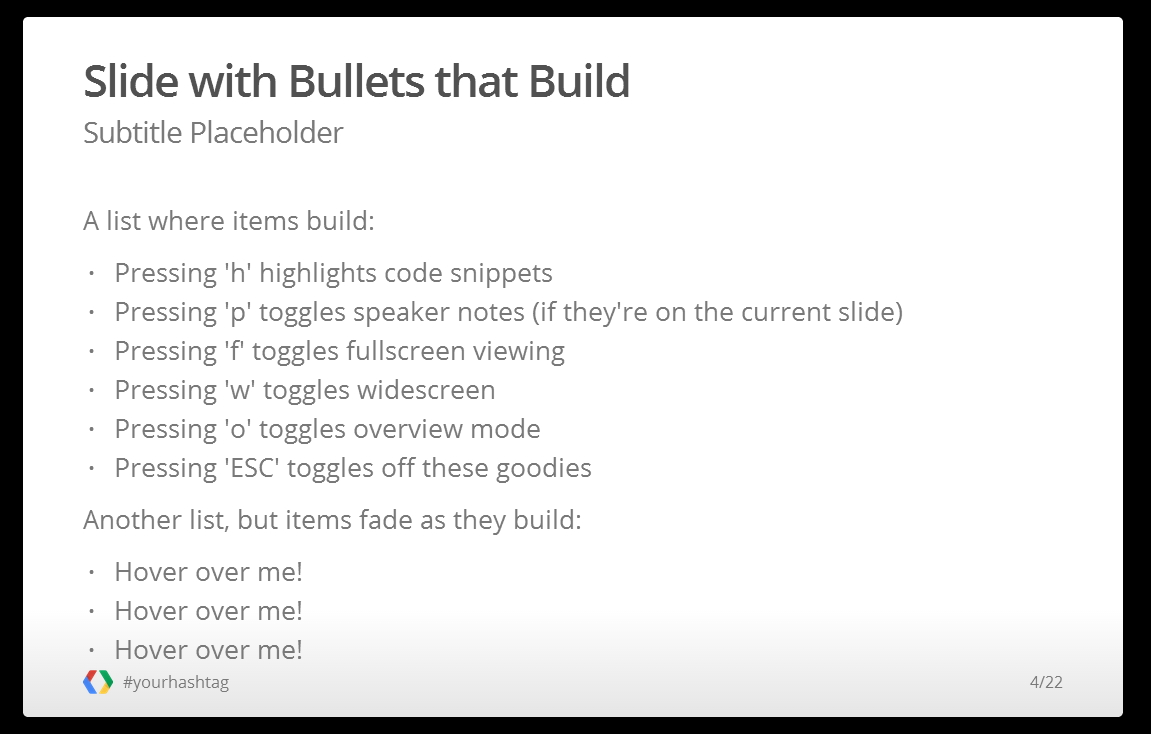 Slide with Bullets that Build
Subtitle Placeholder
A list where items build:
· Pressing 'h' highlights code snippets
· Pressing 'p' toggles speaker notes (if they're on the current slide)
· Pressing 'f' toggles fullscreen viewing
· Pressing 'w' toggles widescreen
· Pressing 'o' toggles overview mode
· Pressing 'ESC' toggles off these goodies
Another list, but items fade as they build:
· Hover over me!
· Hover over me!
· Hover over me!
#yourhashtag
4/22